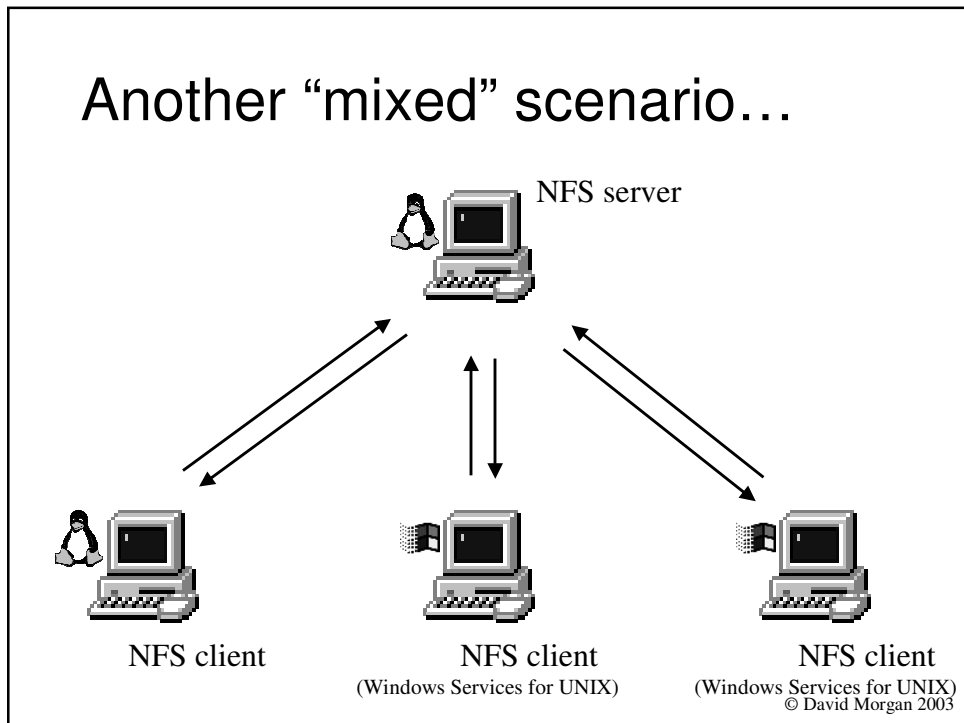 Another “mixed” scenario…
NFS server
NFS client
NFS client
(Windows Services for UNIX)
NFS client
(Windows Services for UNIX)
© David Morgan 2003